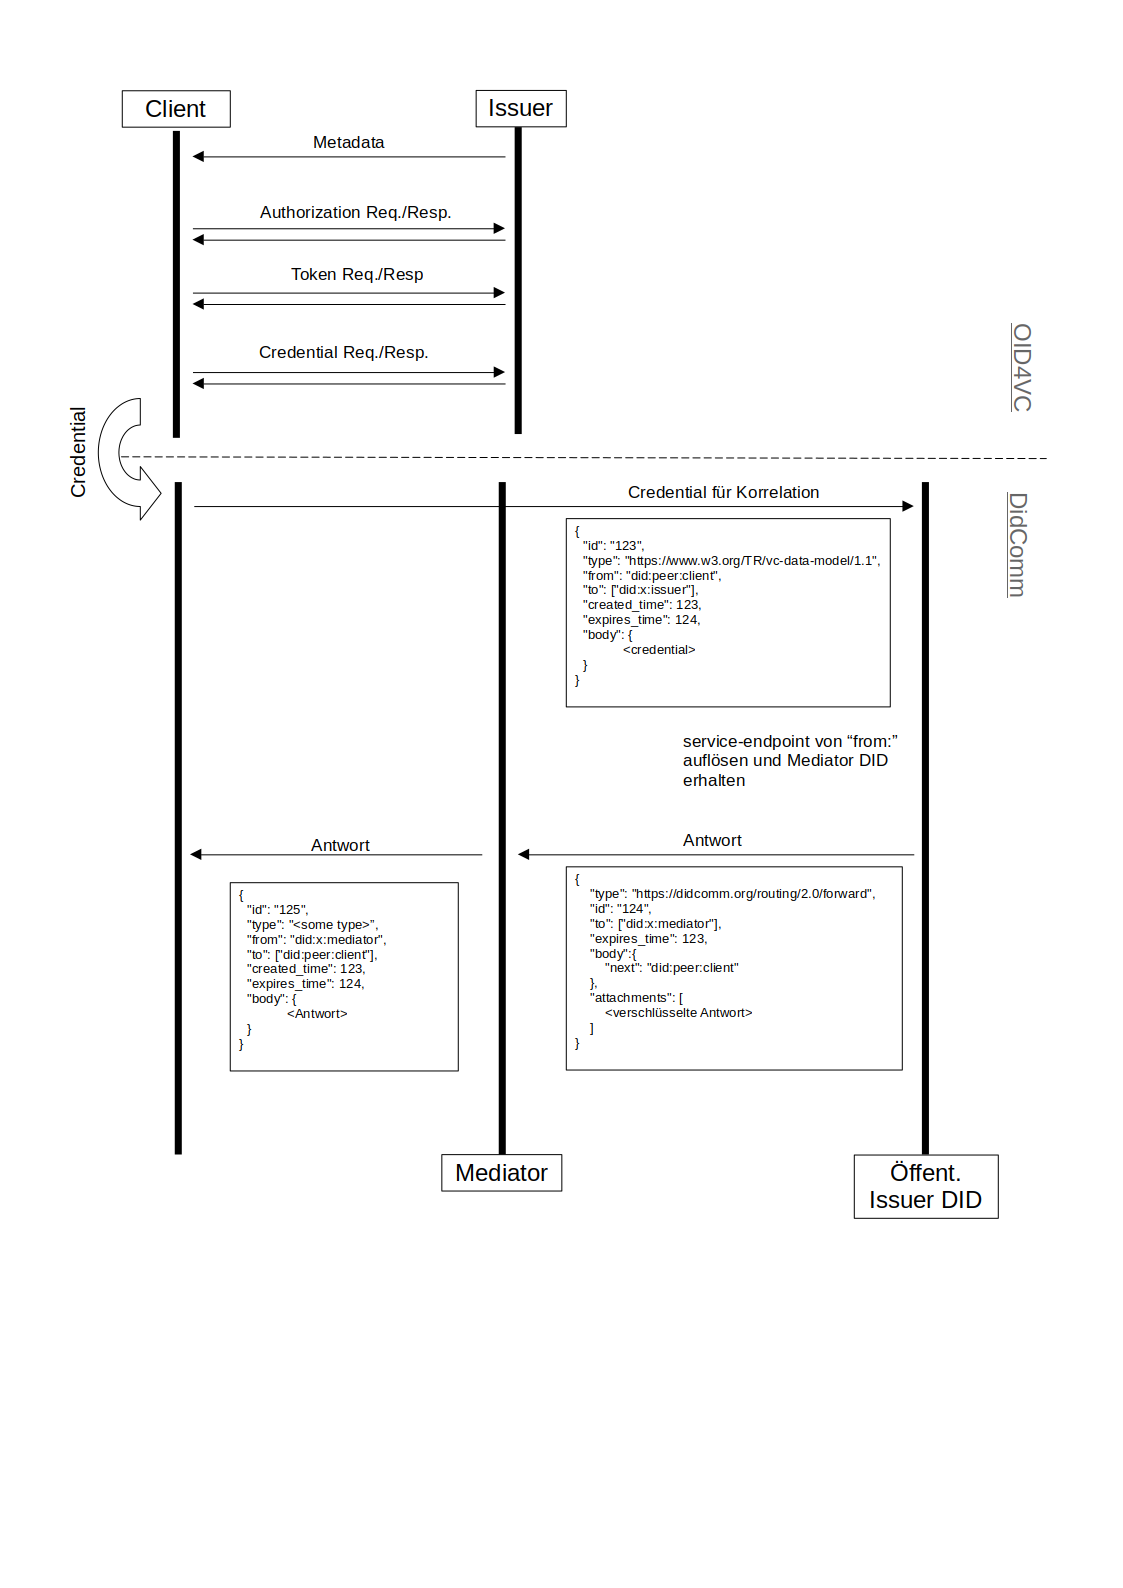 Client
Issuer
Metadata
Authorization Req./Resp.
Token Req./Resp
Credential Req./Resp.
OID4VC
Credential
DidComm
Credential für Korrelation
{
"id": "123",
"type": "https://www.w3.org/TR/vc-data-model/1.1",
"from": "did:peer:client",
"to": ["did:x:issuer"],
"created_time": 123,
"expires_time": 124,
"body": {
<credential>
}
}
service-endpoint von “from:”
auflösen und Mediator DID
erhalten
Antwort
{
"id": "125",
"type": "<some type>”,
"from": "did:x:mediator",
"to": ["did:peer:client"],
"created_time": 123,
"expires_time": 124,
"body": {
<Antwort>
}
}
Antwort
{
"type": "https://didcomm.org/routing/2.0/forward",
"id": "124",
"to": ["did:x:mediator"],
"expires_time": 123,
"body":{
"next": "did:peer:client"
},
"attachments": [
<verschlüsselte Antwort>
]
}
Mediator
Öffent.
Issuer DID